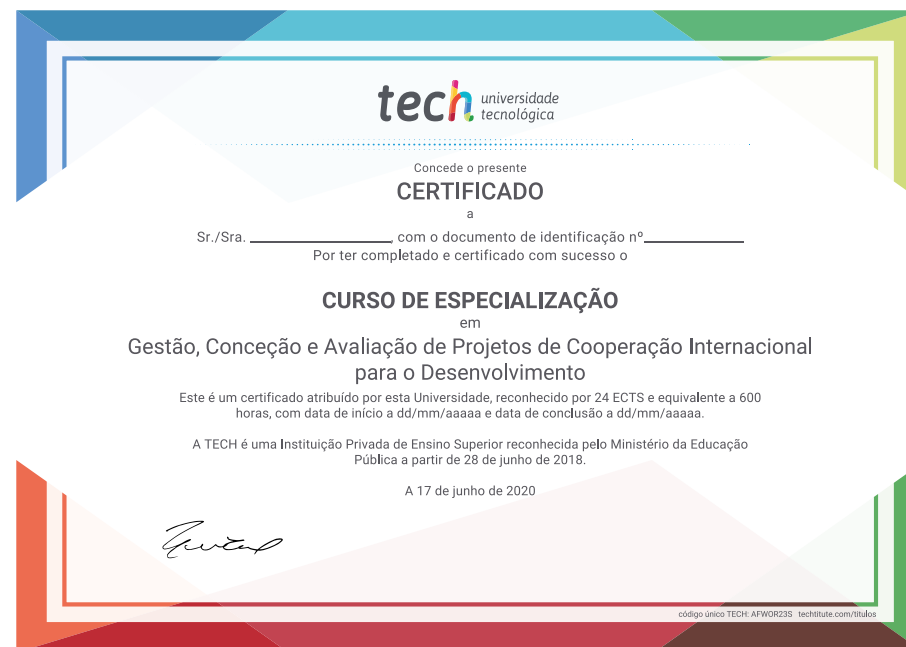 tech universidade
tecnológica
Concede o presente
CERTIFICADO
a
Sr./Sra. ____________, com o documento de identificação nº____________
Por ter completado e certificado com sucesso o
CURSO DE ESPECIALIZAÇÃO
em
Gestão, Conceção e Avaliação de Projetos de Cooperação Internacional
para o Desenvolvimento
Este é um certificado atribuído por esta Universidade, reconhecido por 24 ECTS e equivalente a 600
horas, com data de início a dd/mm/aaaaa e data de conclusão a dd/mm/aaaaa.
A TECH é uma Instituição Privada de Ensino Superior reconhecida pelo Ministério da Educação
Pública a partir de 28 de junho de 2018.
A 17 de junho de 2020
código único TECH: AFWOR23S techtitute.com/titulos